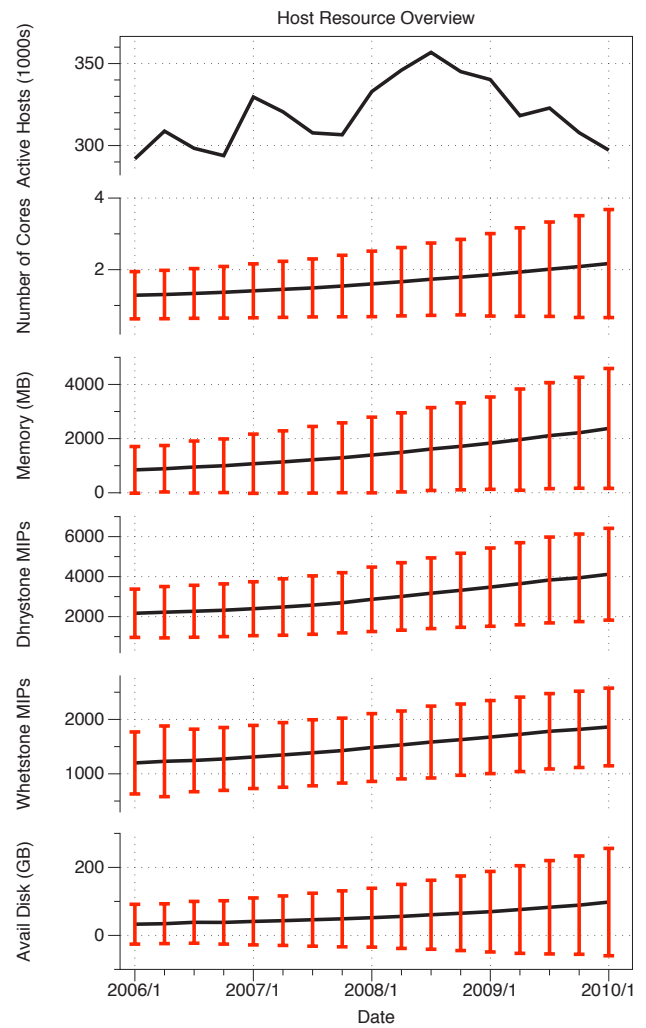 Host Resource Overview
Active Hosts (1000s)
350
300
Number of Cores
4
2
Memory (MB)
4000
2000
0
Dhrystone MIPs
6000
4000
2000
Whetstone MIPs
2000
1000
Avail Disk (GB)
200
0
2006/1 2007/1 2008/1 2009/1 2010/1
Date